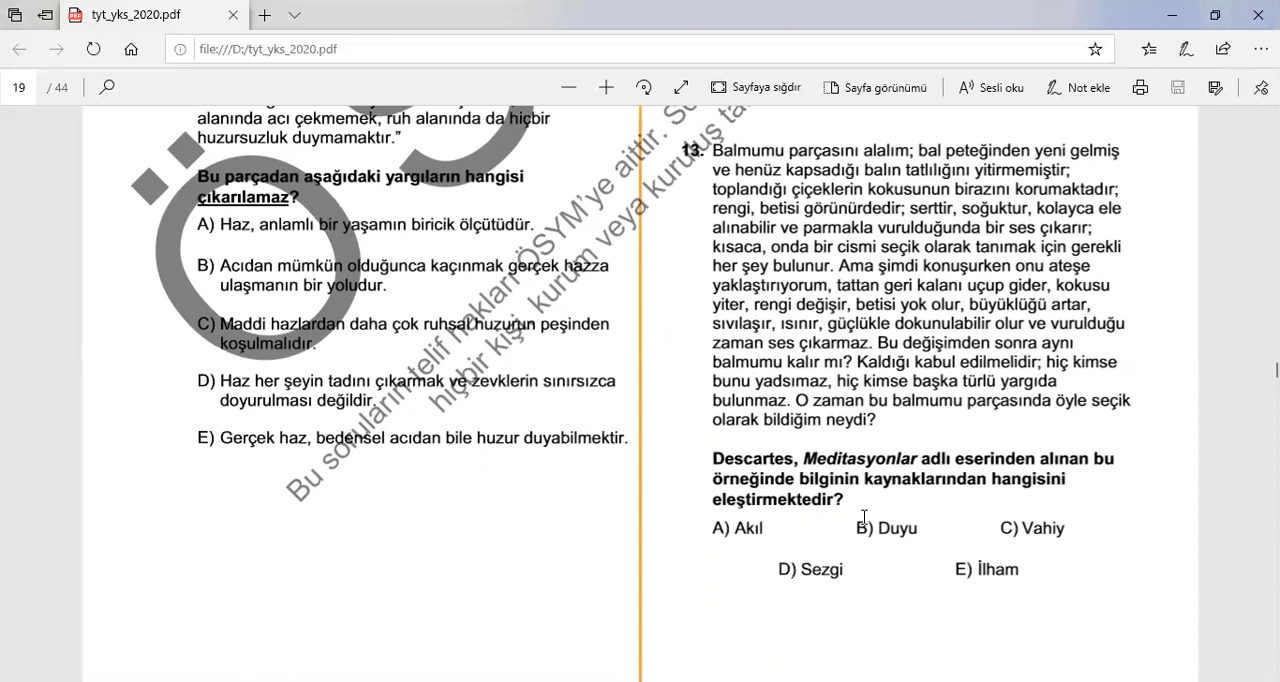 tyt_yks_2020.pdf
file:///D:/tyt_yks_2020.pdf
19 / 44
Sayfaya sığdır
Sayfa görünümü
Sesli oku
Not ekle
alanında acı çekmemek, ruh alanında da hiçbir
huzursuzluk duymamaktır.”
Bu parçadan aşağıdaki yargıların hangisi
çıkarılamaz?
A) Haz, anlamlı bir yaşamın biricik ölçütüdür.
B) Acıdan mümkün olduğunca kaçınmak gerçek hazza
ulaşmanın bir yoludur.
C) Maddi hazlardan daha çok ruhsal huzurun peşinden
koşulmalıdır.
D) Haz her şeyin tadını çıkarmak ve zevklerin sınırsızca
doyurulması değildir.
E) Gerçek haz, bedensel acıdan bile huzur duyabilmektir.
Bu soruların telif hakları ÖSYM’ye aittir.
hiçbir kişi, kurum veya kuruluş
13. Balmumu parçasını alalım; bal peteğinden yeni gelmiş
ve henüz kapsadığı balın tatlılığını yitirmemiştir;
toplandığı çiçeklerin kokusunun birazını korumaktadır;
rengi, betisi görünürdedir; serttir, soğuktur, kolayca ele
alınabilir ve parmakla vurulduğunda bir ses çıkarır;
kısaca, onda bir cismi seçik olarak tanımak için gerekli
her şey bulunur. Ama şimdi konuşurken onu ateşe
yaklaştırıyorum, tattan geri kalanı uçup gider, kokusu
yiter, rengi değişir, betisi yok olur, büyüklüğü artar,
sıvılaşır, ısınır, güçlükle dokunulabilir olur ve vurulduğu
zaman ses çıkarmaz. Bu değişimden sonra aynı
balmumu kalır mı? Kaldığı kabul edilmelidir; hiç kimse
bunu yadsımaz, hiç kimse başka türlü yargıda
bulunmaz. O zaman bu balmumu parçasında öyle seçik
olarak bildiğim neydi?
Descartes, Meditasyonlar adlı eserinden alınan bu
örneğinde bilginin kaynaklarından hangisini
eleştirmektedir?
A) Akıl B) Duyu C) Vahiy
D) Sezgi E) İlham